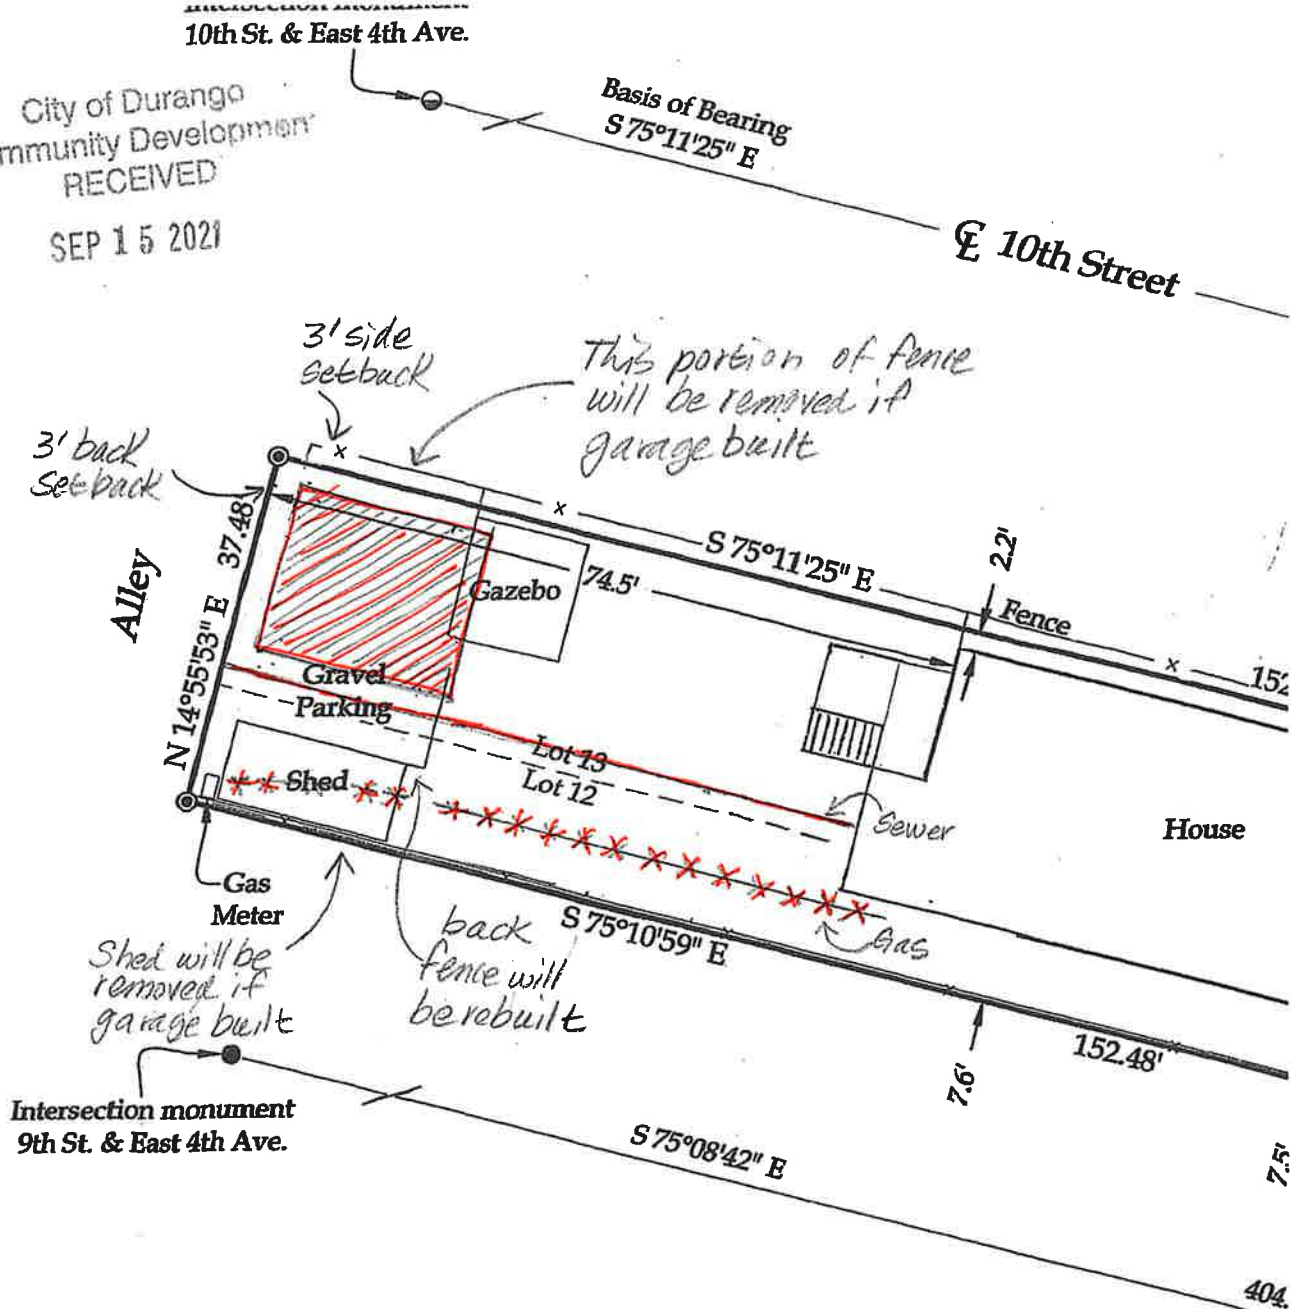 10th St. & East 4th Ave.
City of Durango
RECEIVED
SEP 15 2021
Basis of Bearing
S 75°11'25" E
℄ 10th Street
3' side
setback
This portion of fence
will be removed if
garage built
3' back
setback
Alley
N 14°55'53" E 37.48'
S 75°11'25" E
2.2'
Fence
152
Gazebo
74.5'
Gravel
Parking
Lot 13
Lot 12
Shed
Sewer
House
Gas
Meter
S 75°10'59" E
Gas
Shed will be
removed if
garage built
back
fence will
be rebuilt
152.48'
7.6'
Intersection monument
9th St. & East 4th Ave.
S 75°08'42" E
7.5'
404.